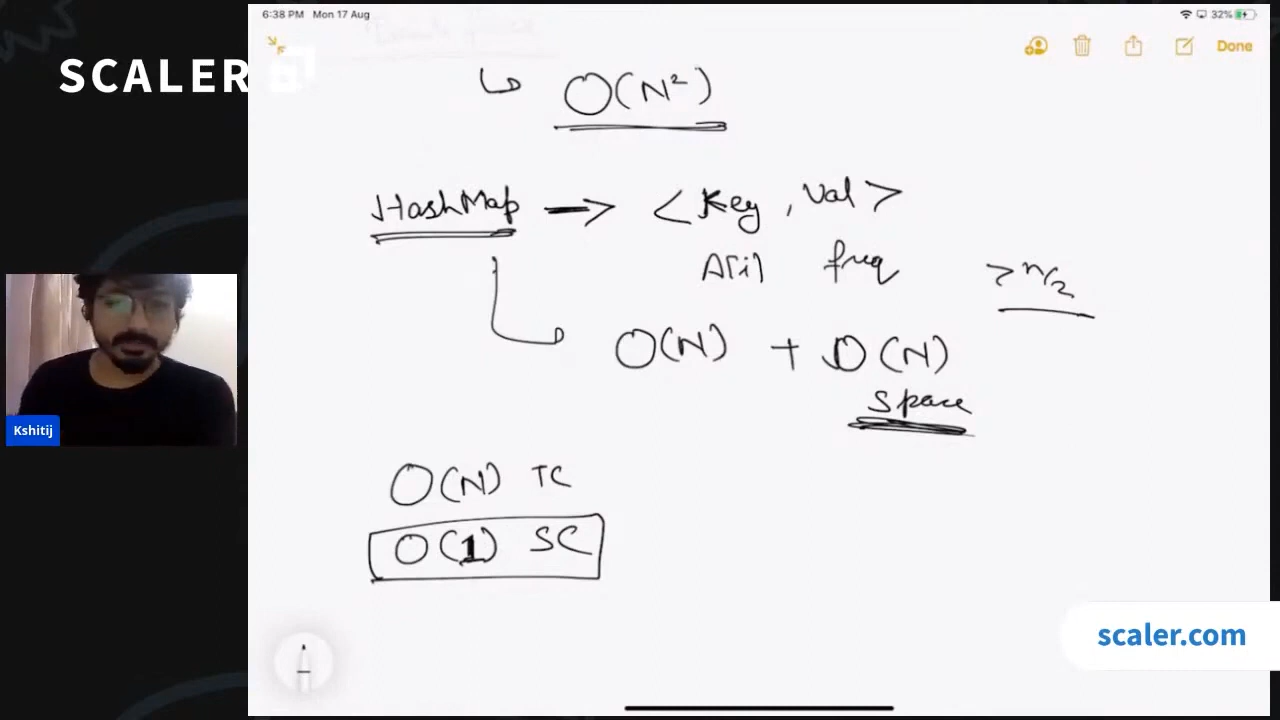 6:38 PM Mon 17 Aug
32%
Done
SCALER
O(N²)
HashMap → <Key, Val>
A[i] freq > n/2
O(N) + O(N)
Space
Kshitij
O(N) TC
O(1) SC
scaler.com